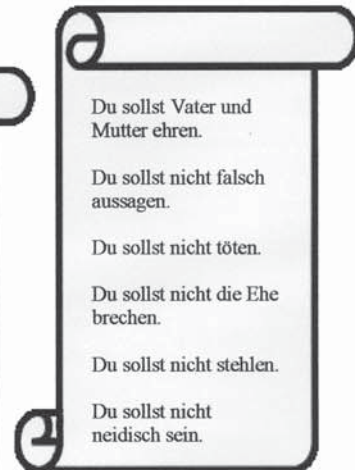 Du sollst Vater und
Mutter ehren.
Du sollst nicht falsch
aussagen.
Du sollst nicht töten.
Du sollst nicht die Ehe
brechen.
Du sollst nicht stehlen.
Du sollst nicht
neidisch sein.